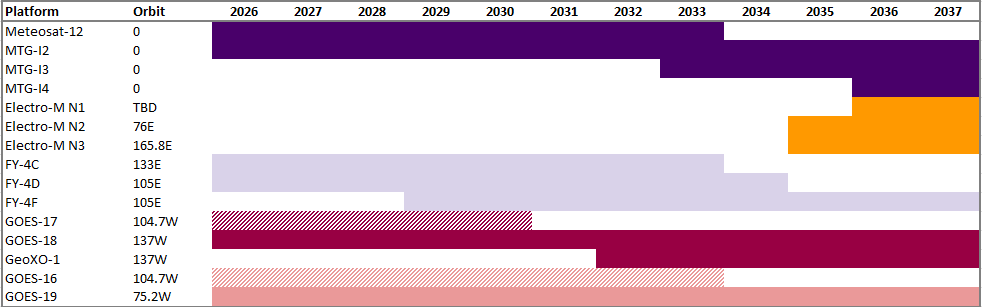 Platform Orbit 2026 2027 2028 2029 2030 2031 2032 2033 2034 2035 2036 2037
Meteosat-12 0
MTG-I2 0
MTG-I3 0
MTG-I4 0
Electro-M N1 TBD
Electro-M N2 76E
Electro-M N3 165.8E
FY-4C 133E
FY-4D 105E
FY-4F 105E
GOES-17 104.7W
GOES-18 137W
GeoXO-1 137W
GOES-16 104.7W
GOES-19 75.2W